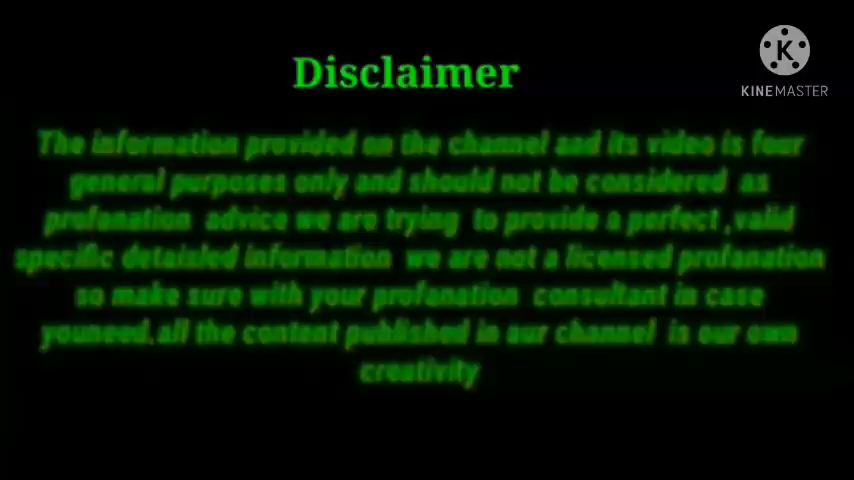 Disclaimer
K
KINEMASTER
The information provided on the channel and its video is four
general purposes only and should not be considered as
profanation advice we are trying to provide a perfect ,valid
specific detaisled information we are not a licensed profanation
so make sure with your profanation consultant in case
youneed,all the content published in our channel is our own
creativity